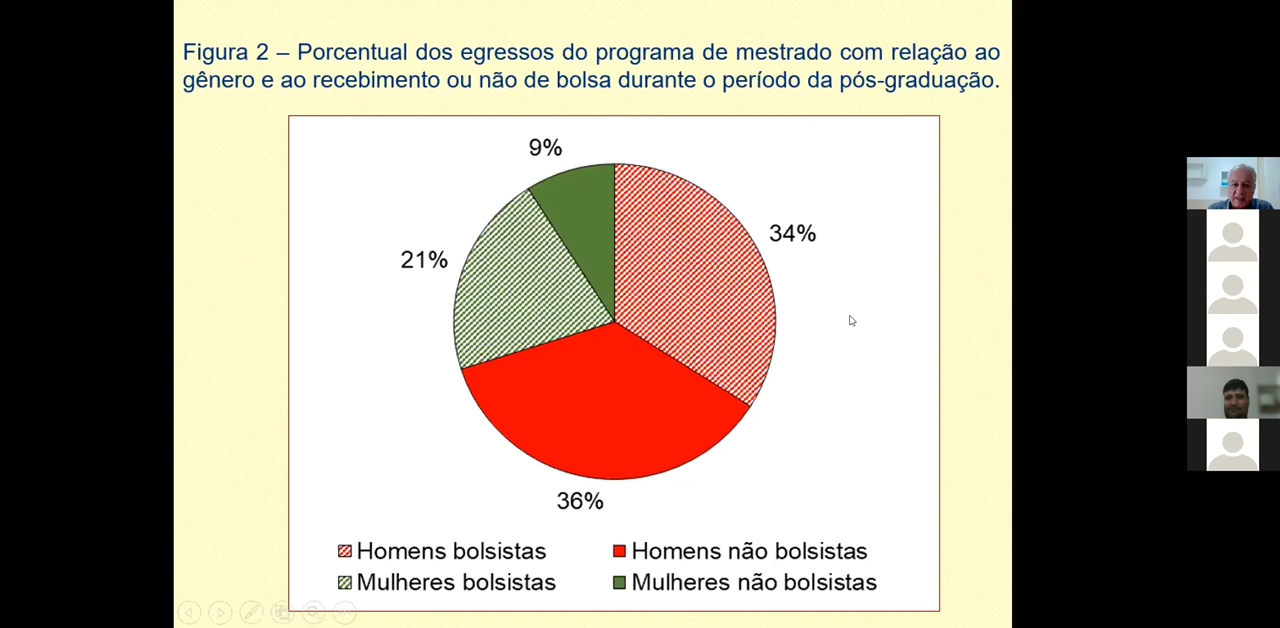 Figura 2 – Porcentual dos egressos do programa de mestrado com relação ao
gênero e ao recebimento ou não de bolsa durante o período da pós-graduação.
9%
34%
21%
36%
Homens bolsistas
Homens não bolsistas
Mulheres bolsistas
Mulheres não bolsistas